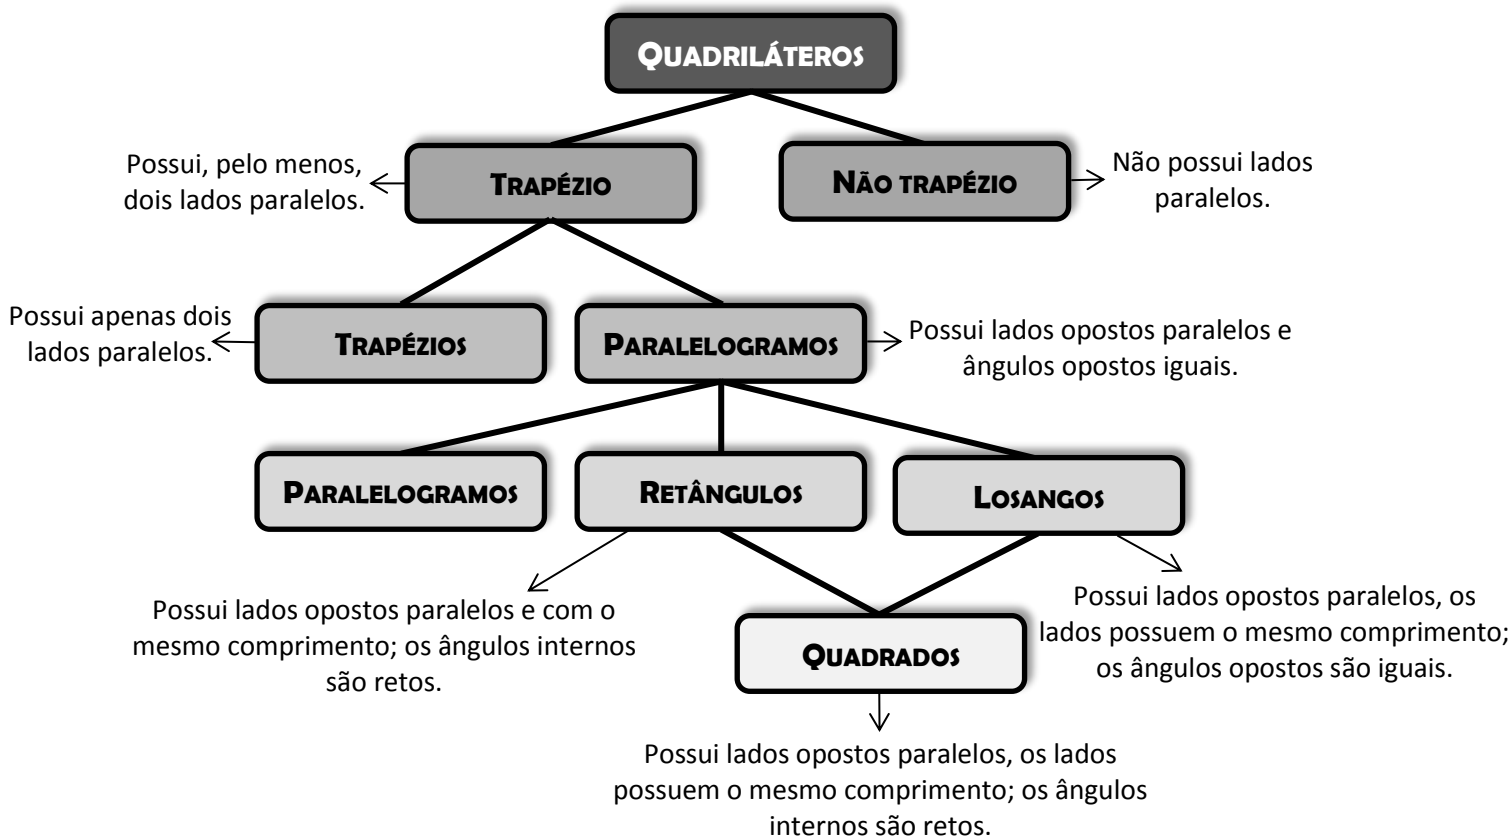 QUADRILÁTEROS
Possui, pelo menos,
dois lados paralelos.
TRAPÉZIO
NÃO TRAPÉZIO
Não possui lados
paralelos.
Possui apenas dois
lados paralelos.
TRAPÉZIOS
PARALELOGRAMOS
Possui lados opostos paralelos e
ângulos opostos iguais.
PARALELOGRAMOS
RETÂNGULOS
LOSANGOS
Possui lados opostos paralelos e com o
mesmo comprimento; os ângulos internos
são retos.
QUADRADOS
Possui lados opostos paralelos, os
lados possuem o mesmo comprimento;
os ângulos opostos são iguais.
Possui lados opostos paralelos, os lados
possuem o mesmo comprimento; os ângulos
internos são retos.